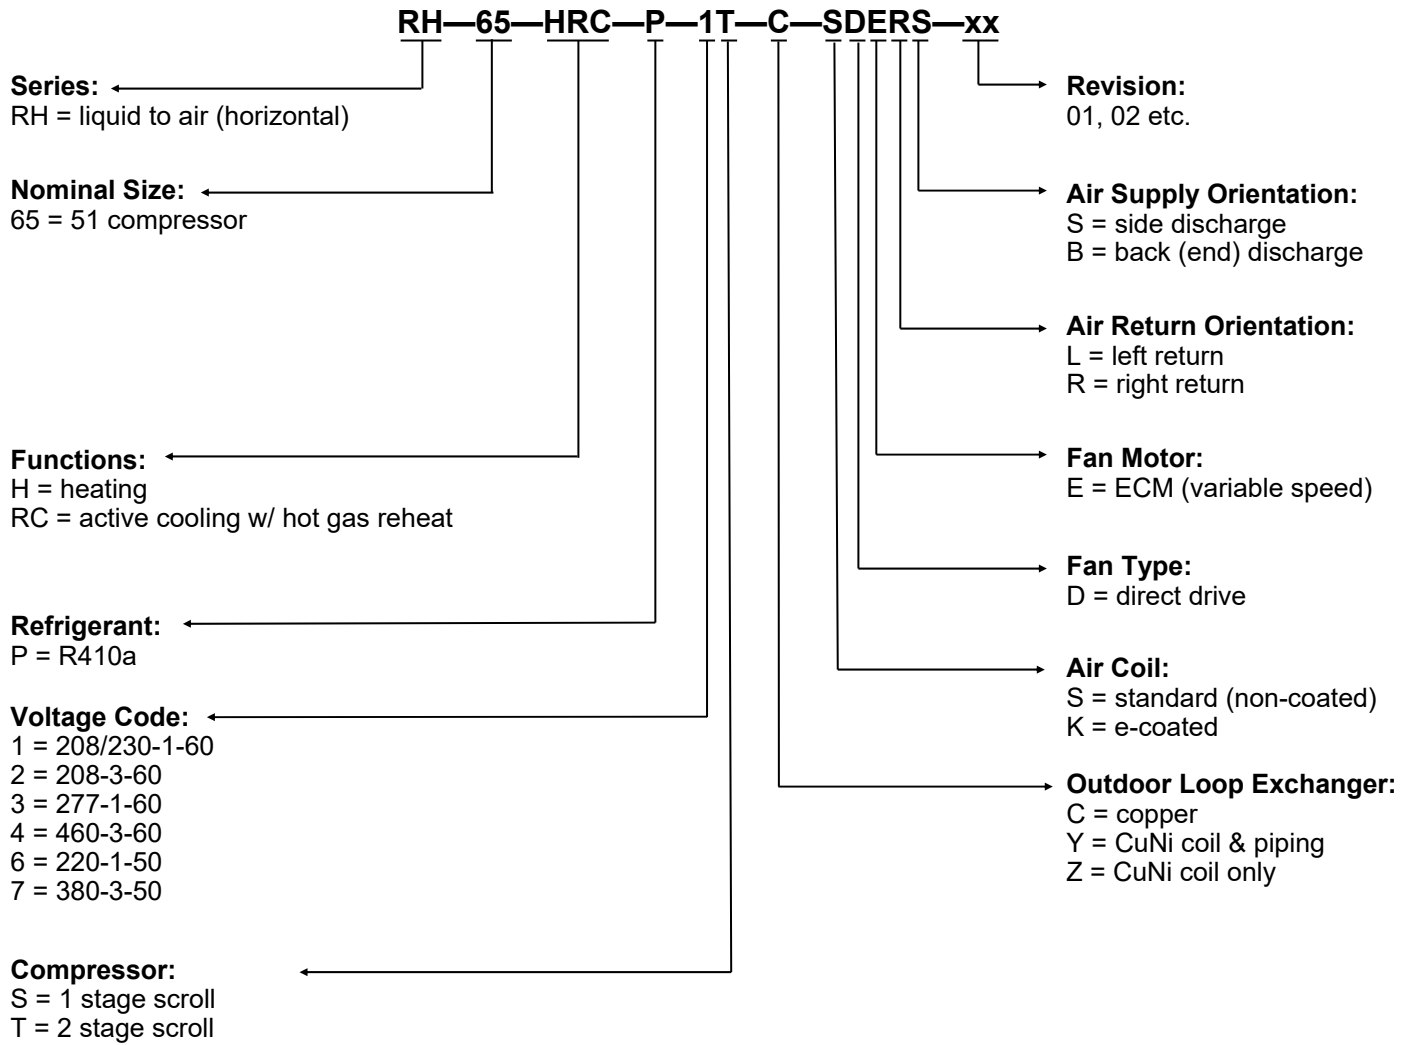 RH—65—HRC—P—1T—C—SDERS—xx
Series:
RH = liquid to air (horizontal)
Nominal Size:
65 = 51 compressor
Functions:
H = heating
RC = active cooling w/ hot gas reheat
Refrigerant:
P = R410a
Voltage Code:
1 = 208/230-1-60
2 = 208-3-60
3 = 277-1-60
4 = 460-3-60
6 = 220-1-50
7 = 380-3-50
Compressor:
S = 1 stage scroll
T = 2 stage scroll
Revision:
01, 02 etc.
Air Supply Orientation:
S = side discharge
B = back (end) discharge
Air Return Orientation:
L = left return
R = right return
Fan Motor:
E = ECM (variable speed)
Fan Type:
D = direct drive
Air Coil:
S = standard (non-coated)
K = e-coated
Outdoor Loop Exchanger:
C = copper
Y = CuNi coil & piping
Z = CuNi coil only